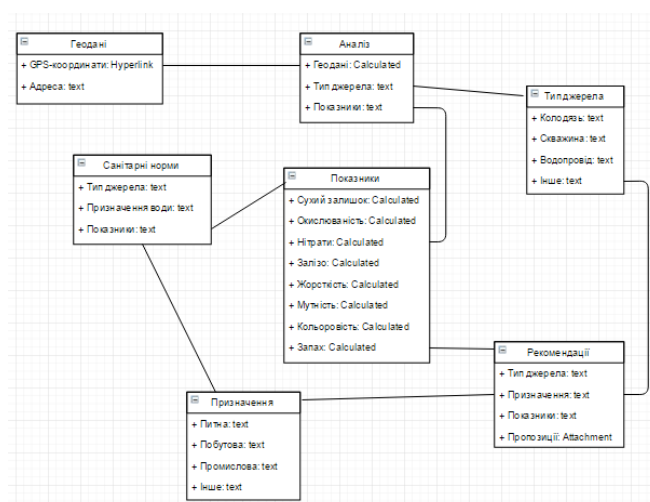 Геодані
+ GPS-координати: Hyperlink
+ Адреса: text
Аналіз
+ Геодані: Calculated
+ Тип джерела: text
+ Показники: text
Тип джерела
+ Колодязь: text
+ Скважина: text
+ Водопровід: text
+ Інше: text
Санітарні норми
+ Тип джерела: text
+ Призначення води: text
+ Показники: text
Показники
+ Сухий залишок: Calculated
+ Окислюваність: Calculated
+ Нітрати: Calculated
+ Залізо: Calculated
+ Жорсткість: Calculated
+ Мутність: Calculated
+ Кольоровість: Calculated
+ Запах: Calculated
Рекомендації
+ Тип джерела: text
+ Призначення: text
+ Показники: text
+ Пропозиції: Attachment
Призначення
+ Питна: text
+ Побутова: text
+ Промислова: text
+ Інше: text